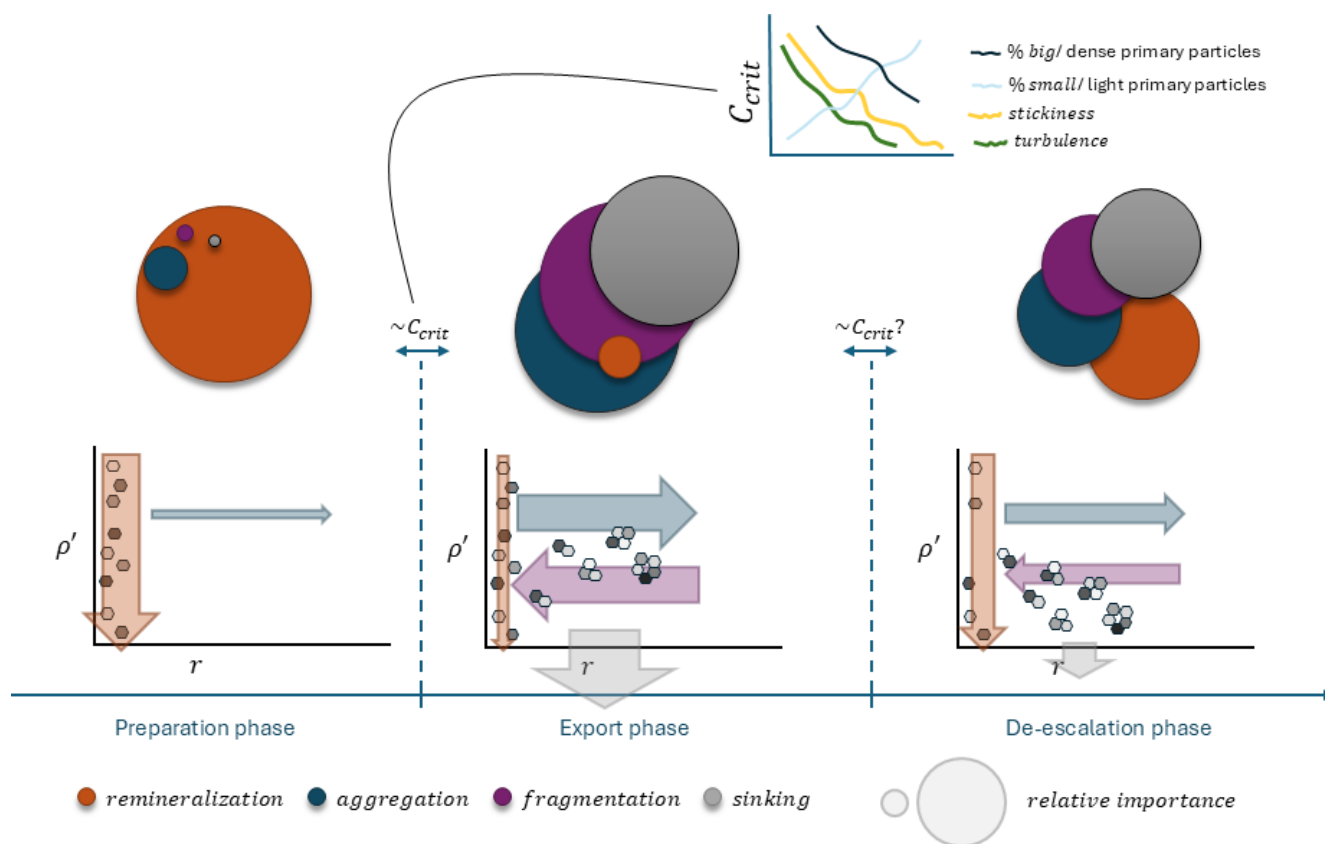 C_crit
% big/ dense primary particles
% small/ light primary particles
stickiness
turbulence
~C_crit
~C_crit?
ρ′
r
ρ′
r
ρ′
r
Preparation phase
Export phase
De-escalation phase
remineralization
aggregation
fragmentation
sinking
relative importance